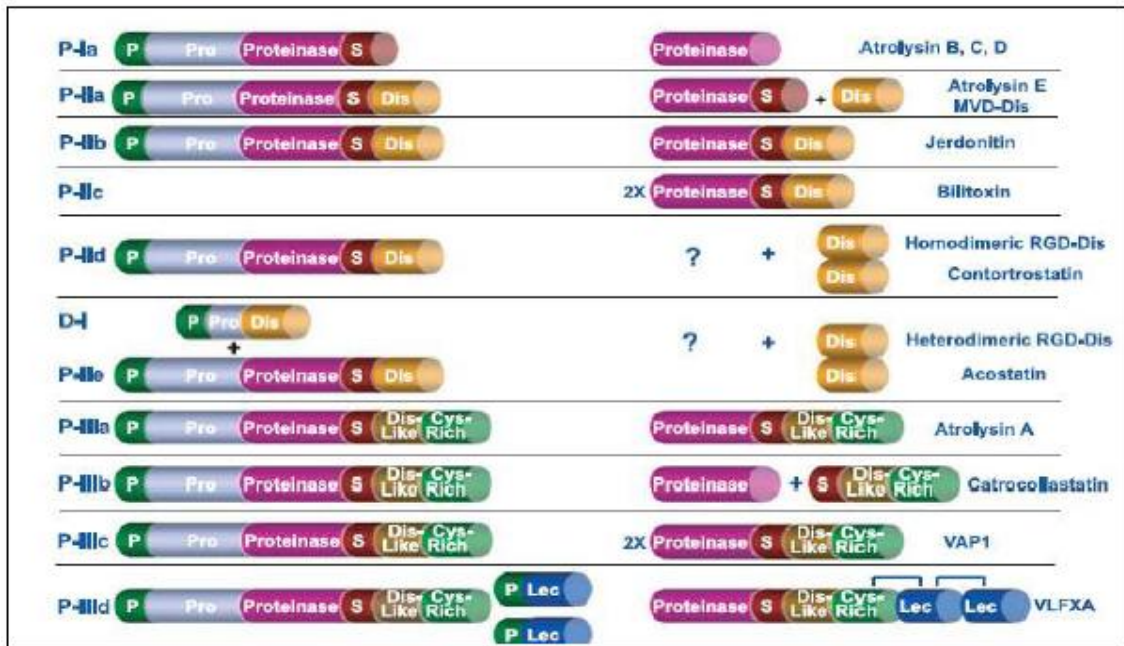 P-Ia P Pro Proteinase S Proteinase Atrolysin B, C, D
P-IIa P Pro Proteinase S Dis Proteinase S + Dis Atrolysin E
MVD-Dis
P-IIb P Pro Proteinase S Dis Proteinase S Dis Jerdonitin
P-IIc 2X Proteinase S Dis Bilitoxin
P-IId P Pro Proteinase S Dis ? + Dis Homodimeric RGD-Dis
Dis Contortrostatin
D-I P Pro Dis
+ ? + Dis Heterodimeric RGD-Dis
P-IIe P Pro Proteinase S Dis Dis Acostatin
P-IIIa P Pro Proteinase S Dis-Like Cys-Rich Proteinase S Dis-Like Cys-Rich Atrolysin A
P-IIIb P Pro Proteinase S Dis-Like Cys-Rich Proteinase + S Dis-Like Cys-Rich Catrocollastatin
P-IIIc P Pro Proteinase S Dis-Like Cys-Rich 2X Proteinase S Dis-Like Cys-Rich VAP1
P Lec
P-IIId P Pro Proteinase S Dis-Like Cys-Rich Proteinase S Dis-Like Cys-Rich Lec Lec VLFXA
P Lec